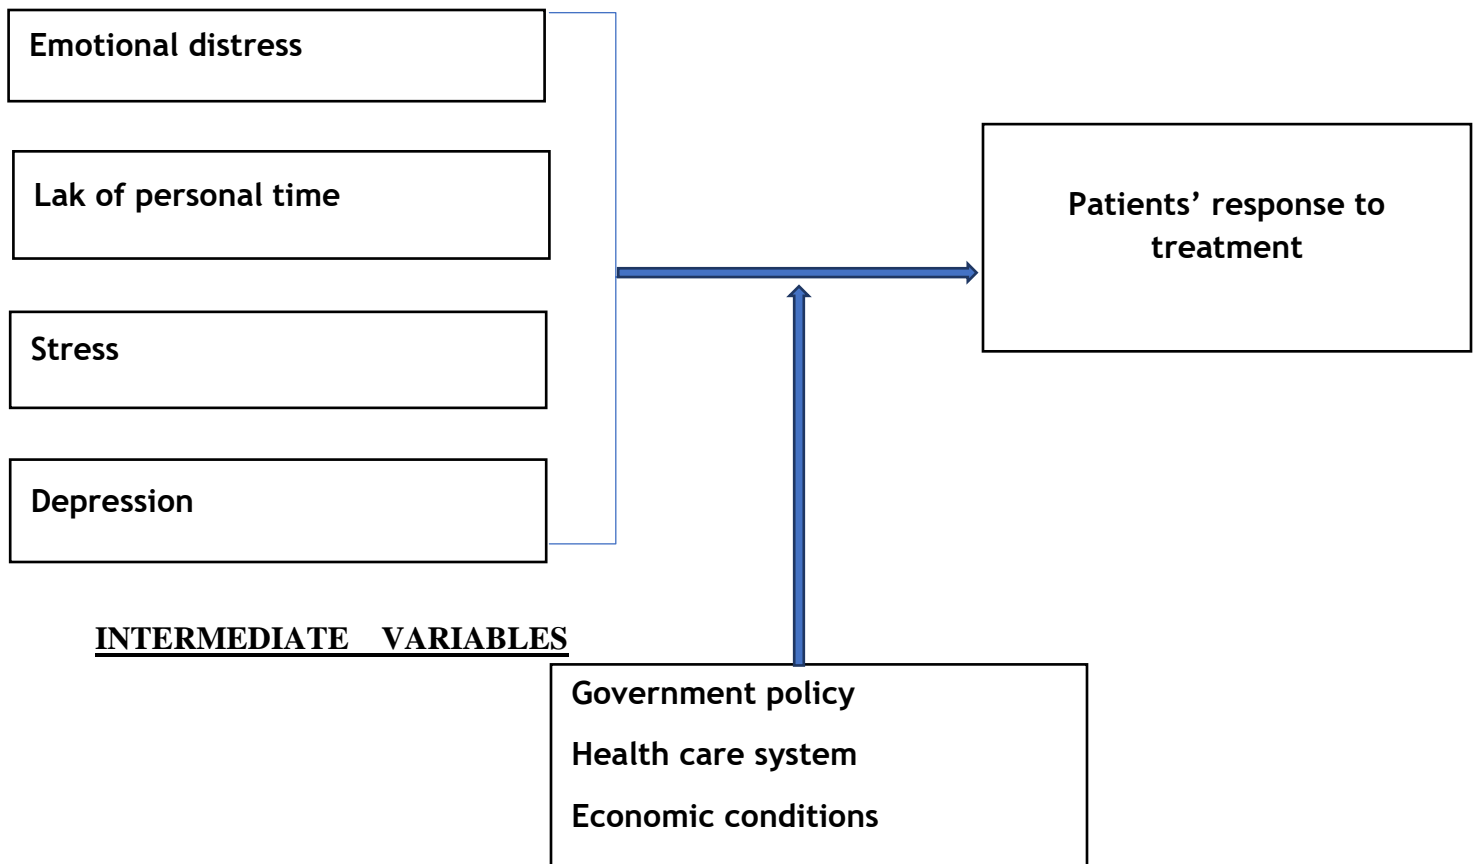 Emotional distress
Lak of personal time
Stress
Depression
Patients’ response to
treatment
INTERMEDIATE VARIABLES
Government policy
Health care system
Economic conditions